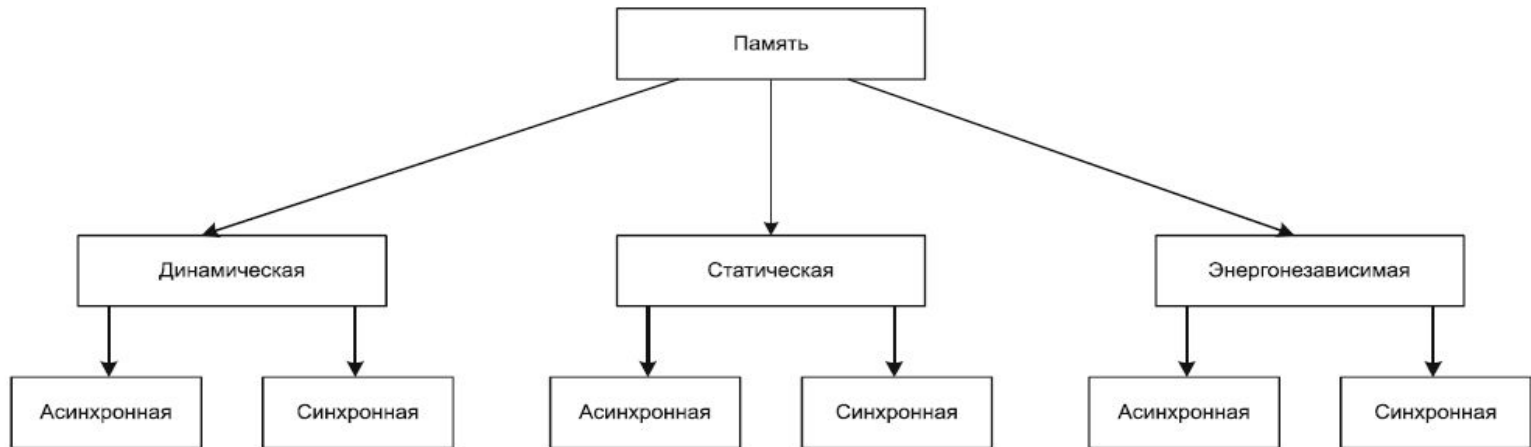 Память
Динамическая
Статическая
Энергонезависимая
Асинхронная
Синхронная
Асинхронная
Синхронная
Асинхронная
Синхронная